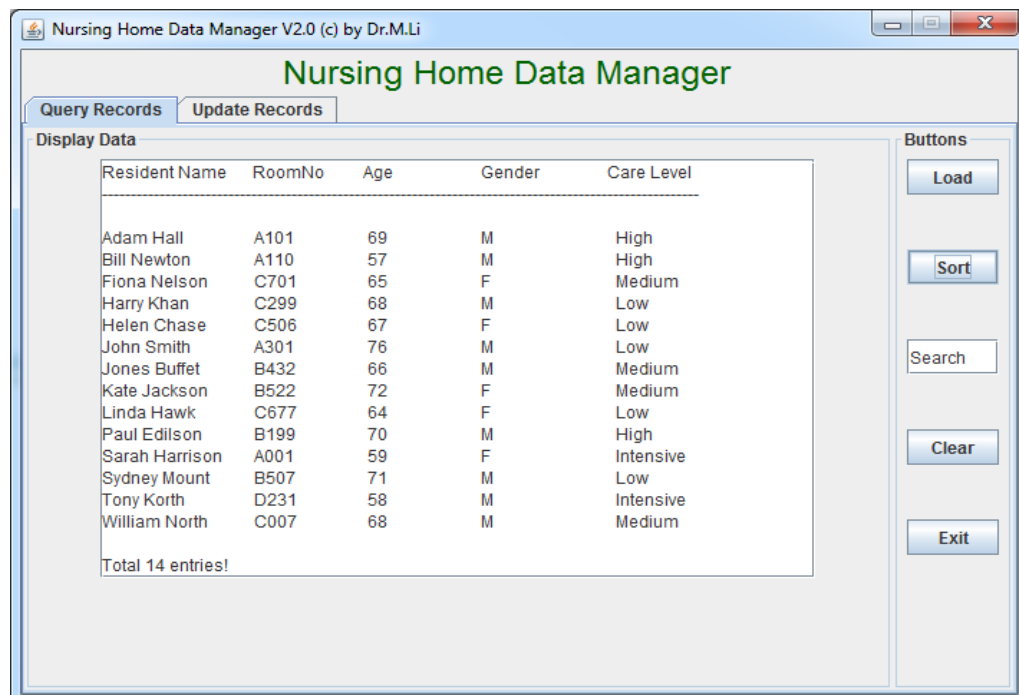 Nursing Home Data Manager V2.0 (c) by Dr.M.Li
Nursing Home Data Manager
Query Records Update Records
Display Data
Resident Name RoomNo Age Gender Care Level
Adam Hall A101 69 M High
Bill Newton A110 57 M High
Fiona Nelson C701 65 F Medium
Harry Khan C299 68 M Low
Helen Chase C506 67 F Low
John Smith A301 76 M Low
Jones Buffet B432 66 M Medium
Kate Jackson B522 72 F Medium
Linda Hawk C677 64 F Low
Paul Edilson B199 70 M High
Sarah Harrison A001 59 F Intensive
Sydney Mount B507 71 M Low
Tony Korth D231 58 M Intensive
William North C007 68 M Medium
Total 14 entries!
Buttons
Load
Sort
Search
Clear
Exit